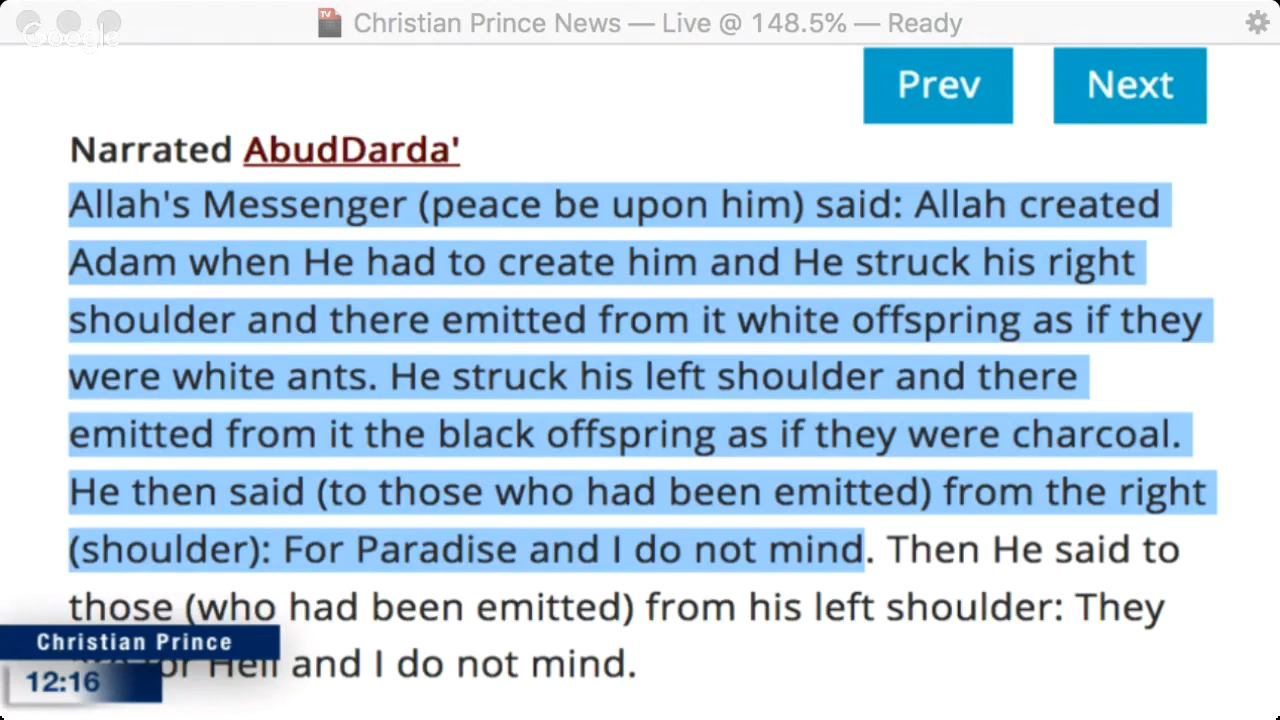 Google
Christian Prince News — Live @ 148.5% — Ready
Prev Next
Narrated AbudDarda'
Allah's Messenger (peace be upon him) said: Allah created
Adam when He had to create him and He struck his right
shoulder and there emitted from it white offspring as if they
were white ants. He struck his left shoulder and there
emitted from it the black offspring as if they were charcoal.
He then said (to those who had been emitted) from the right
(shoulder): For Paradise and I do not mind. Then He said to
those (who had been emitted) from his left shoulder: They
are for Hell and I do not mind.
Christian Prince
12:16